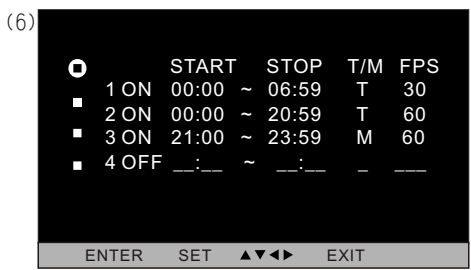 (6)
START STOP T/M FPS
1 ON 00:00 ~ 06:59 T 30
2 ON 00:00 ~ 20:59 T 60
3 ON 21:00 ~ 23:59 M 60
4 OFF __:__ ~ __:__ _ ___
ENTER SET ▲▼◀▶ EXIT